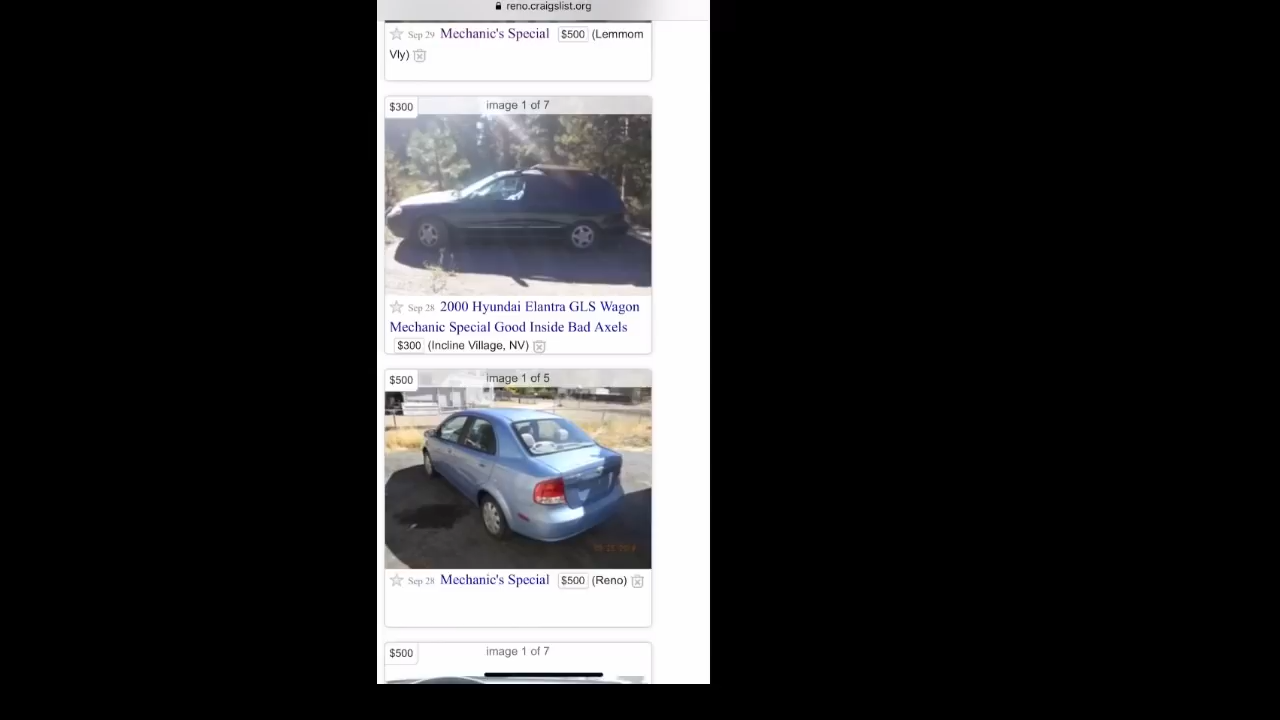 reno.craigslist.org
Sep 29 Mechanic's Special $500 (Lemmom
Vly)
$300 image 1 of 7
Sep 28 2000 Hyundai Elantra GLS Wagon
Mechanic Special Good Inside Bad Axels
$300 (Incline Village, NV)
$500 image 1 of 5
Sep 28 Mechanic's Special $500 (Reno)
$500 image 1 of 7